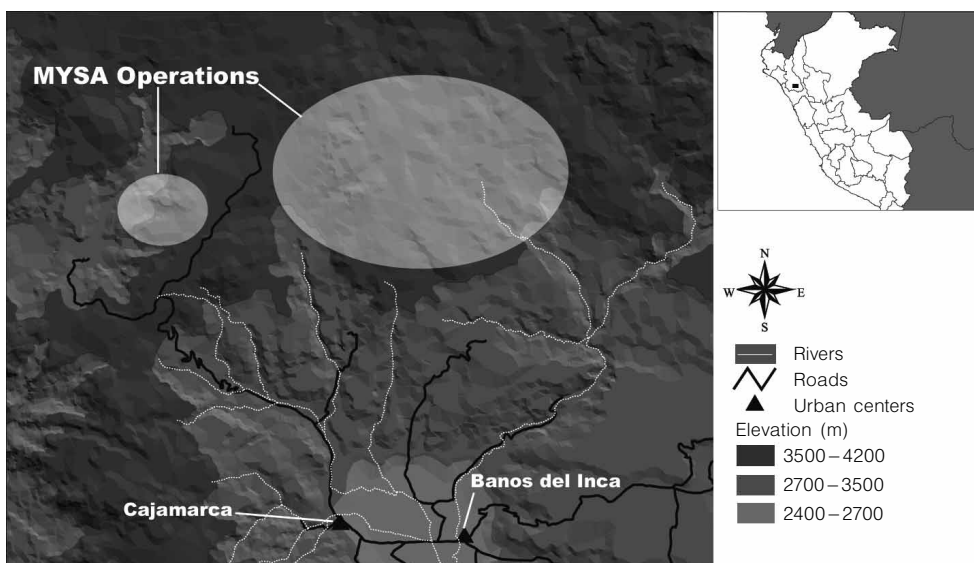 MYSA Operations
Cajamarca
Banos del Inca
N
W
E
S
Rivers
Roads
Urban centers
Elevation (m)
3500–4200
2700–3500
2400–2700